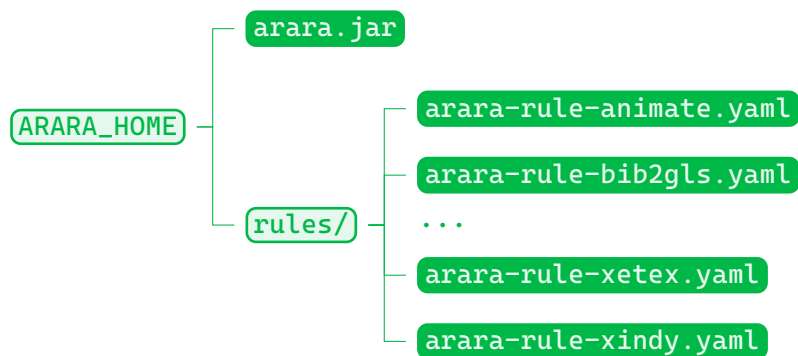 arara.jar
ARARA_HOME
arara-rule-animate.yaml
arara-rule-bib2gls.yaml
rules/
...
arara-rule-xetex.yaml
arara-rule-xindy.yaml